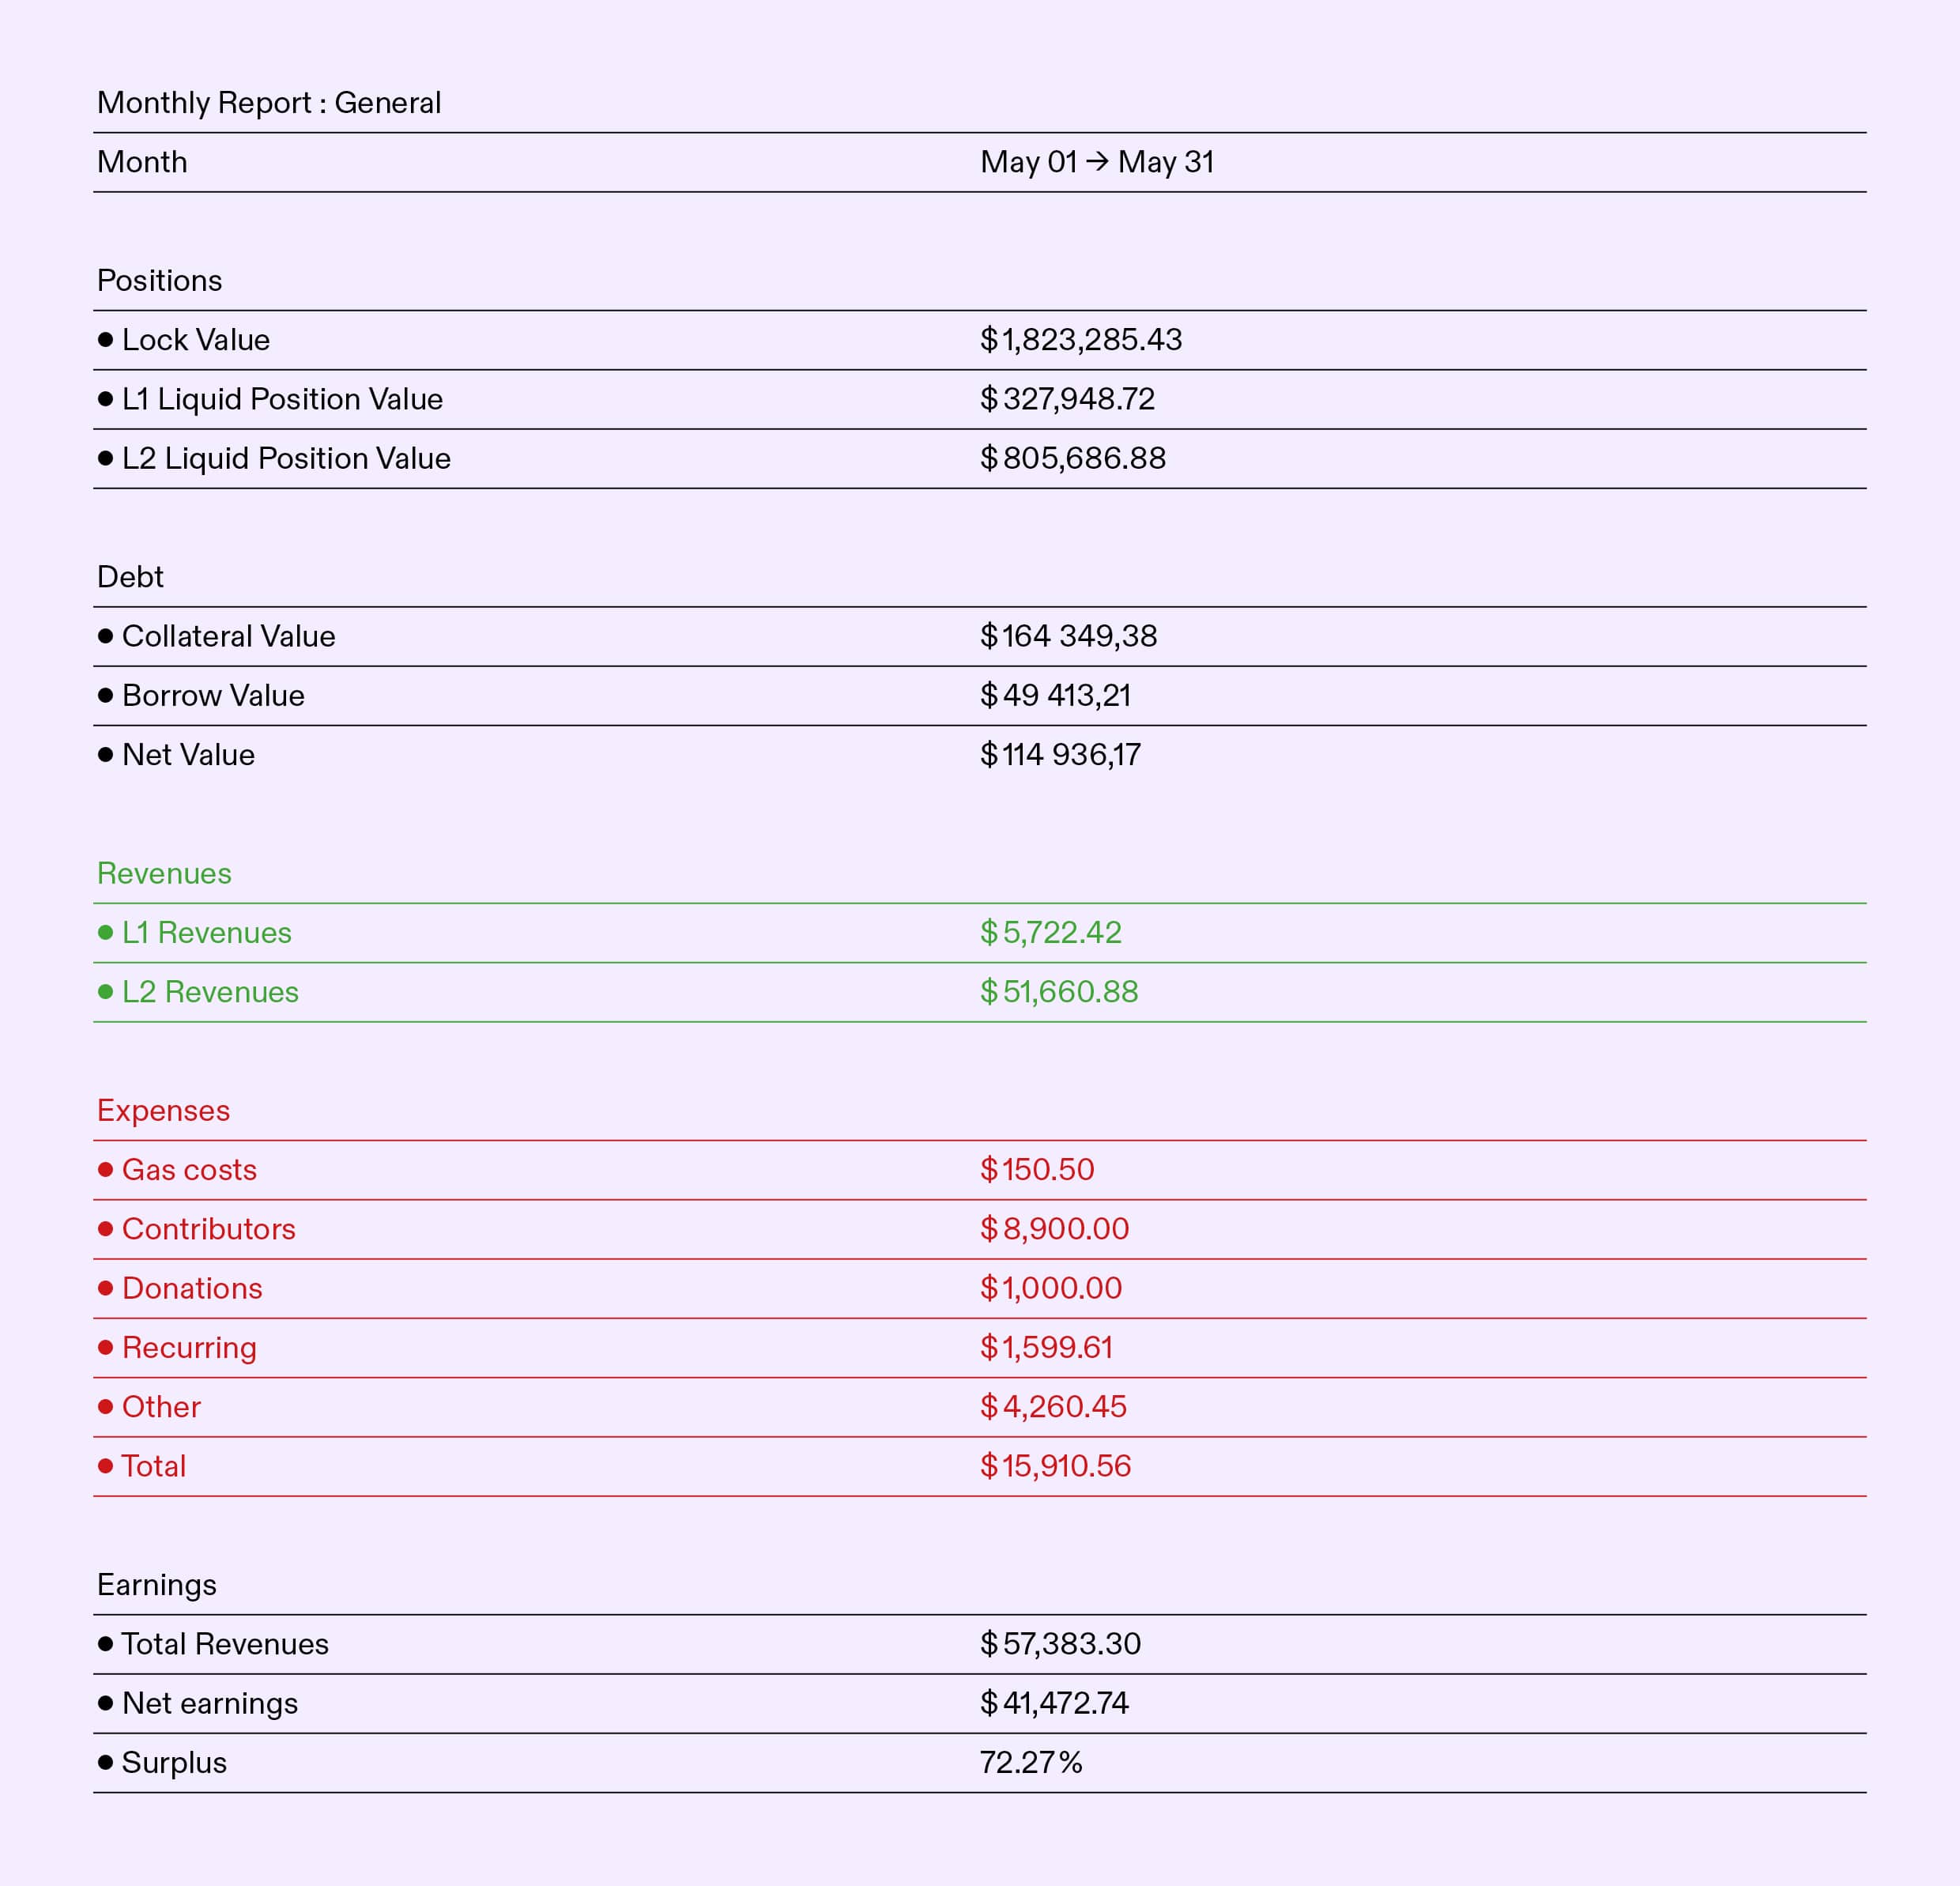 Monthly Report : General
Month May 01 → May 31
Positions
● Lock Value $1,823,285.43
● L1 Liquid Position Value $327,948.72
● L2 Liquid Position Value $805,686.88
Debt
● Collateral Value $164 349,38
● Borrow Value $49 413,21
● Net Value $114 936,17
Revenues
● L1 Revenues $5,722.42
● L2 Revenues $51,660.88
Expenses
● Gas costs $150.50
● Contributors $8,900.00
● Donations $1,000.00
● Recurring $1,599.61
● Other $4,260.45
● Total $15,910.56
Earnings
● Total Revenues $57,383.30
● Net earnings $41,472.74
● Surplus 72.27%